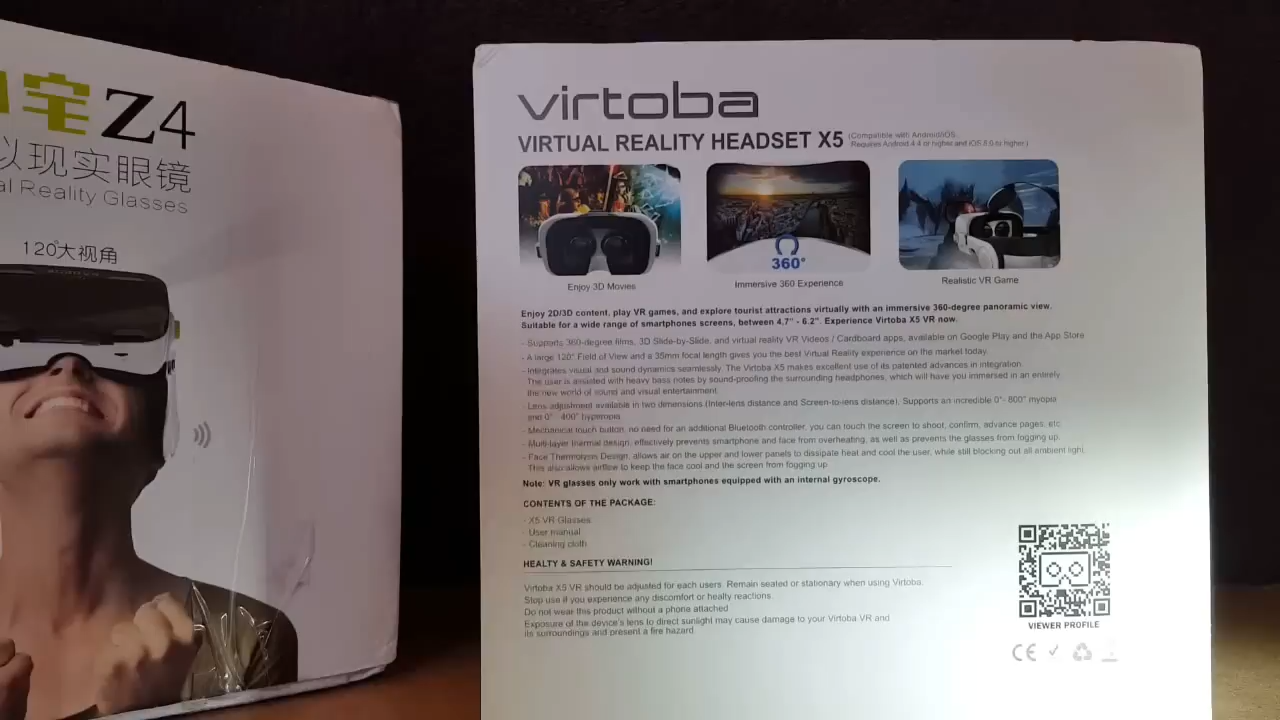 宅Z4
以现实眼镜
al Reality Glasses
120°大视角
virtoba
VIRTUAL REALITY HEADSET X5 (Compatible with Android/iOS.
Requires Android 4.4 or higher and iOS 8.0 to higher.)
360°
Enjoy 3D Movies
Immersive 360 Experience
Realistic VR Game
Enjoy 2D/3D content, play VR games, and explore tourist attractions virtually with an immersive 360-degree panoramic view.
Suitable for a wide range of smartphones screens, between 4,7" - 6.2". Experience Virtoba X5 VR now.
- Supports 360-degree films, 3D Slide-by-Slide, and virtual reality VR Videos / Cardboard apps, available on Google Play and the App Store
- A large 120° Field of View and a 35mm focal length gives you the best Virtual Reality experience on the market today.
- Integrates visual and sound dynamics seamlessly. The Virtoba X5 makes excellent use of its patented advances in integration.
The user is assisted with heavy bass notes by sound-proofing the surrounding headphones, which will have you immersed in an entirely
the new world of sound and visual entertainment.
- Lens adjustment available in two dimensions (Inter-lens distance and Screen-to-lens distance). Supports an incredible 0°- 800° myopia
and 0° - 400° hyperopia
- Mechanical touch button, no need for an additional Bluetooth controller, you can touch the screen to shoot, confirm, advance pages, etc
- Multi-layer thermal design, effectively prevents smartphone and face from overheating, as well as prevents the glasses from fogging up.
- Face Thermolysis Design, allows air on the upper and lower panels to dissipate heat and cool the user, while still blocking out all ambient light.
This also allows airflow to keep the face cool and the screen from fogging up
Note: VR glasses only work with smartphones equipped with an internal gyroscope.
CONTENTS OF THE PACKAGE:
- X5 VR Glasses
- User manual
- Cleaning cloth
HEALTY & SAFETY WARNING!
Virtoba X5 VR should be adjusted for each users. Remain seated or stationary when using Virtoba.
Stop use if you experience any discomfort or healty reactions
Do not wear this product without a phone attached
Exposure of the device's lens to direct sunlight may cause damage to your Virtoba VR and
its surroundings and present a fire hazard
VIEWER PROFILE
CE